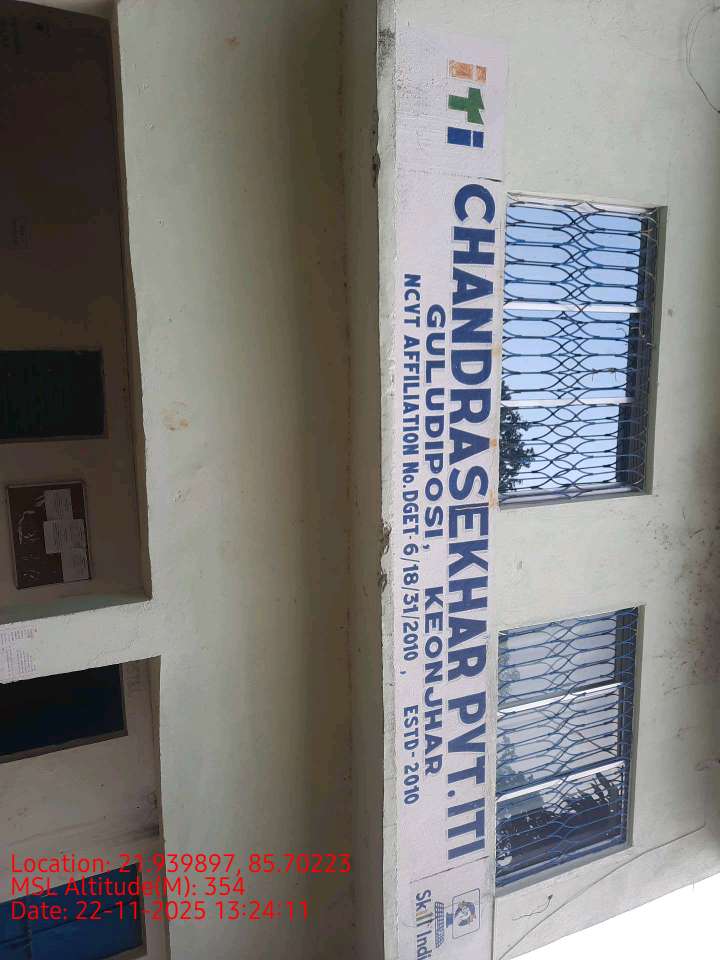 iTi
CHANDRASEKHAR PVT. ITI
GULUDIPOSI, KEONJHAR
NCVT AFFILIATION No. DGET-6/18/31/2010, ESTD-2010
Skill Indi
Location: 21.939897, 85.70223
MSL Altitude(M): 354
Date: 22-11-2025 13:24:11